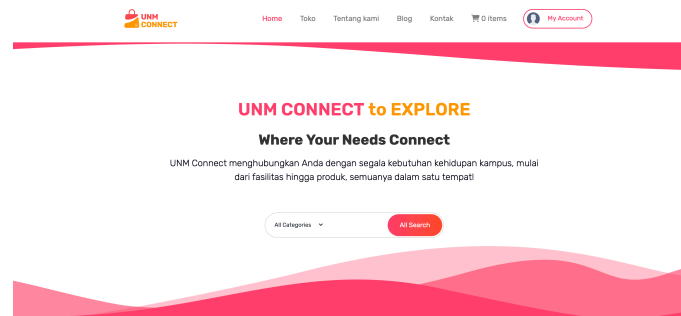 UNM
CONNECT
Home Toko Tentang kami Blog Kontak 0 items My Account
UNM CONNECT to EXPLORE
Where Your Needs Connect
UNM Connect menghubungkan Anda dengan segala kebutuhan kehidupan kampus, mulai
dari fasilitas hingga produk, semuanya dalam satu tempat!
All Categories All Search